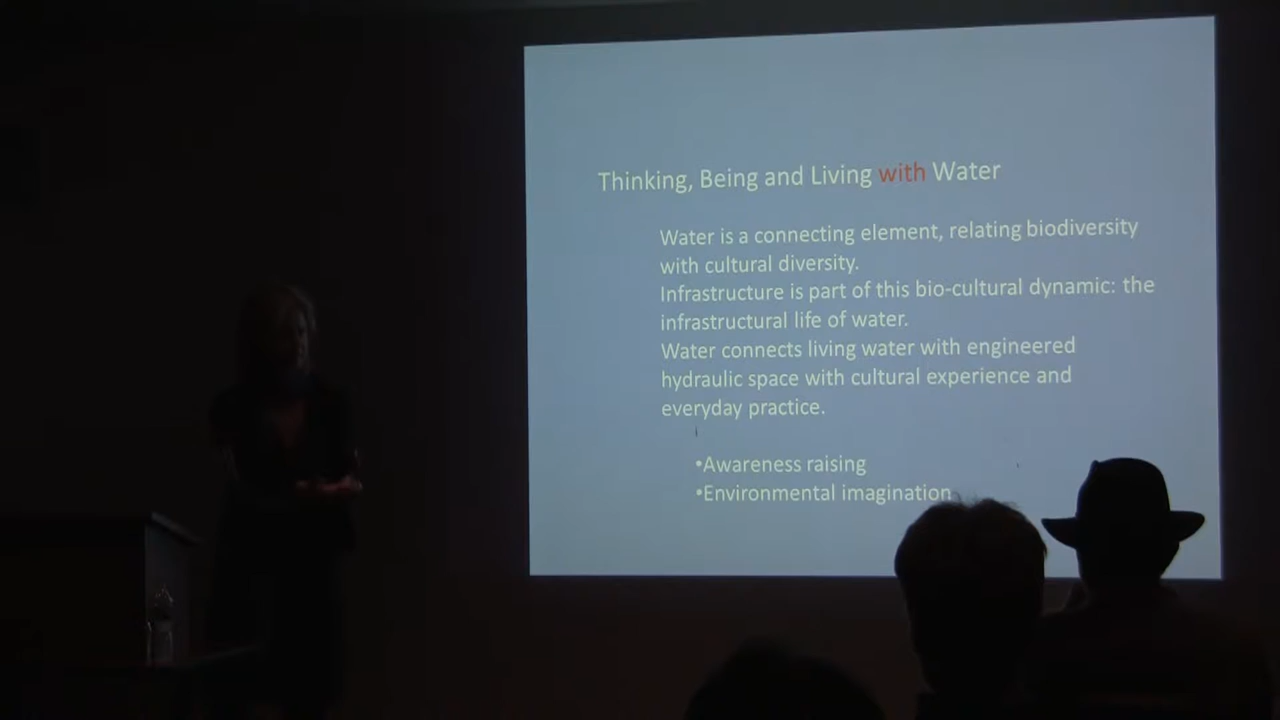 Thinking, Being and Living with Water
Water is a connecting element, relating biodiversity
with cultural diversity.
Infrastructure is part of this bio-cultural dynamic: the
infrastructural life of water.
Water connects living water with engineered
hydraulic space with cultural experience and
everyday practice.
•Awareness raising
•Environmental imagination